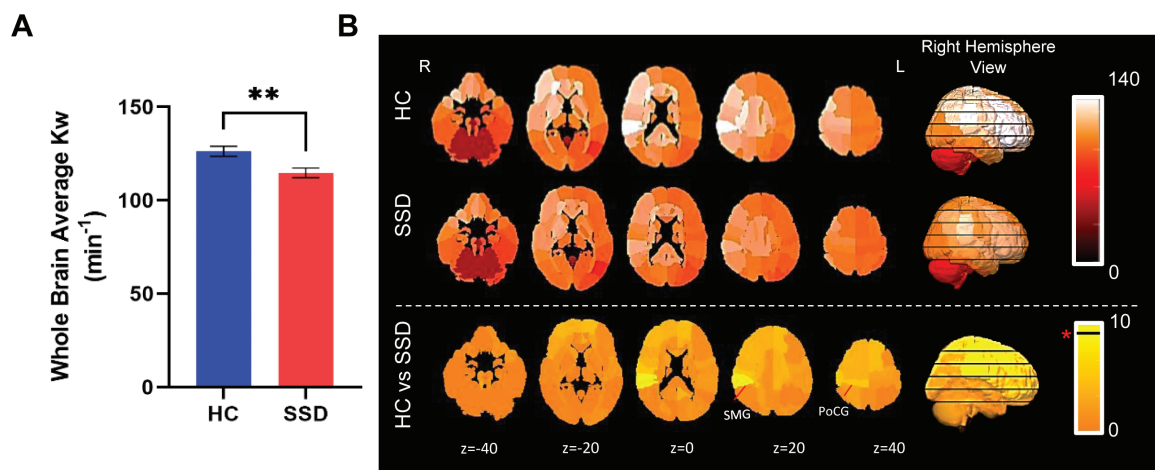 A
B
**
150
100
50
0
Whole Brain Average Kw
(min-1)
HC
SSD
R
L
Right Hemisphere
View
HC
140
0
SSD
HC vs SSD
SMG
PoCG
*
10
0
z=-40
z=-20
z=0
z=20
z=40